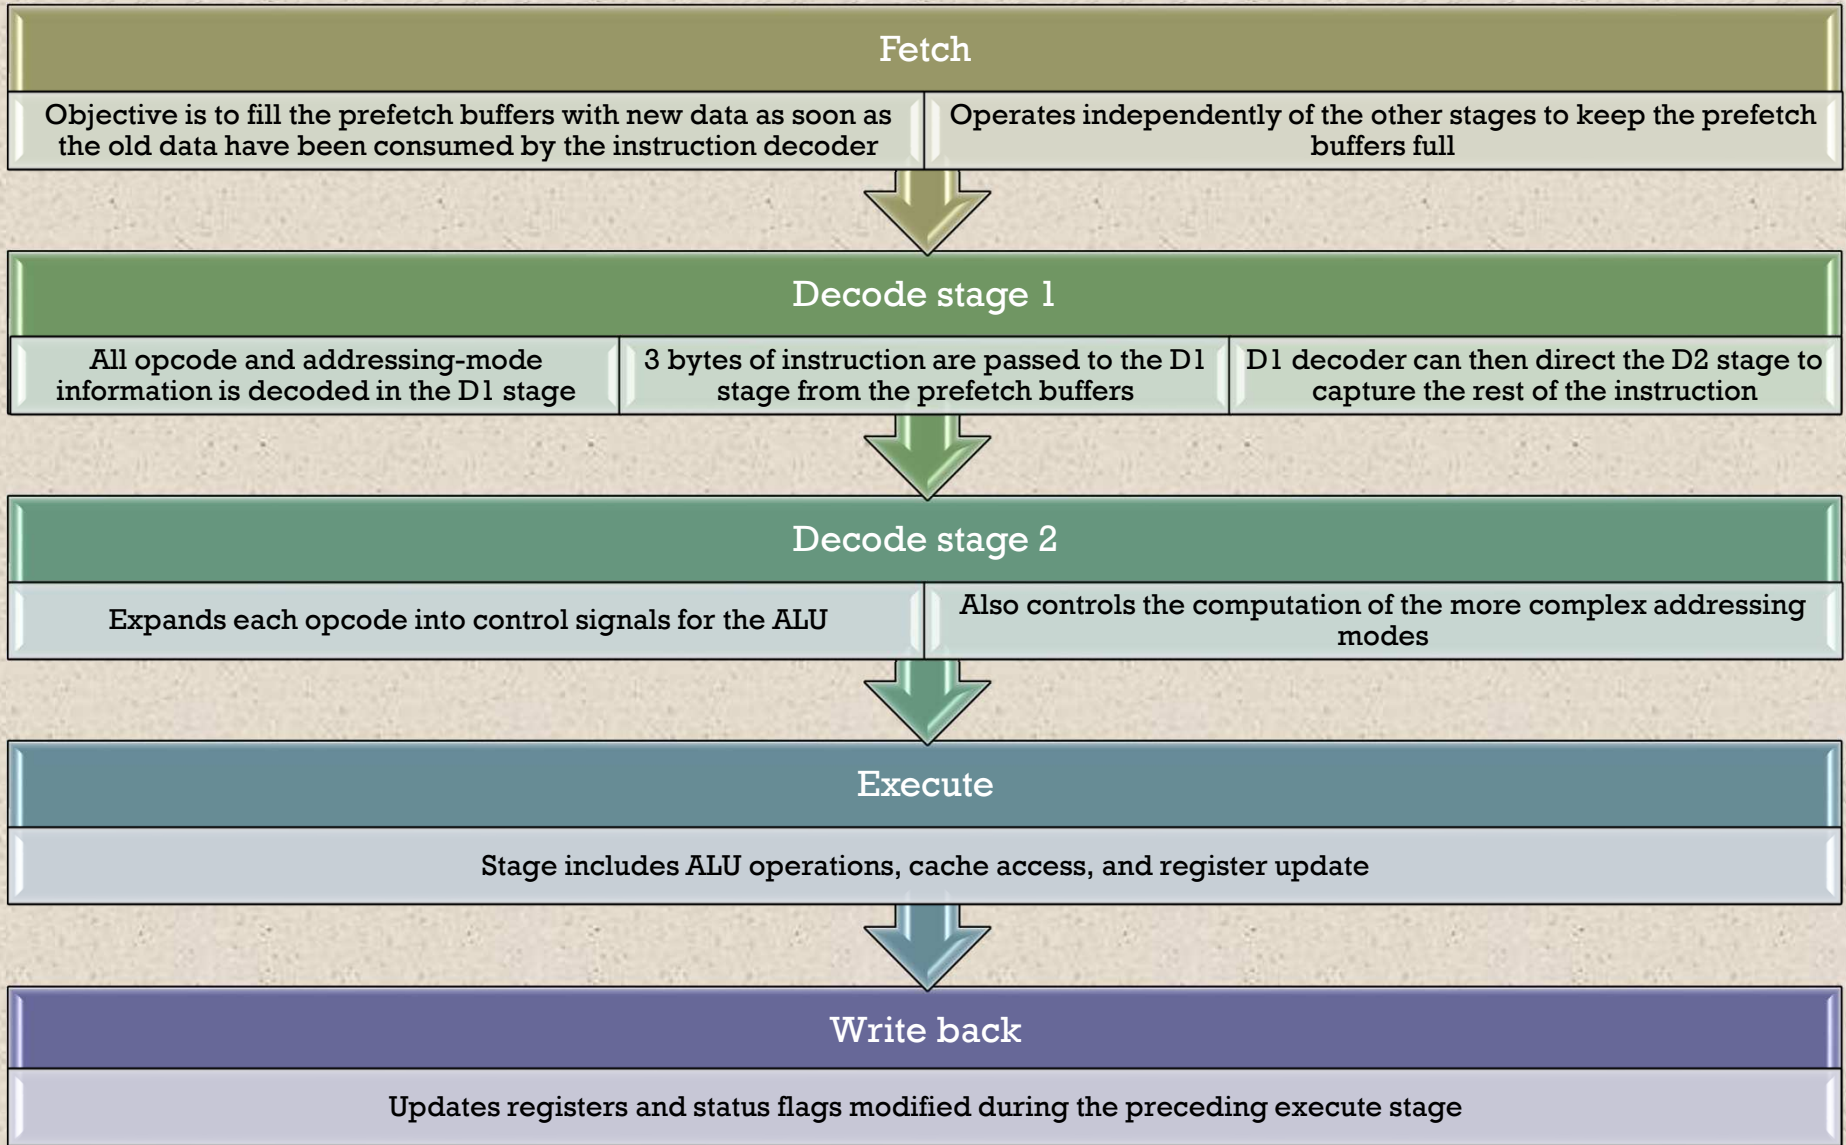 Fetch
Objective is to fill the prefetch buffers with new data as soon as
the old data have been consumed by the instruction decoder
Operates independently of the other stages to keep the prefetch
buffers full
Decode stage 1
All opcode and addressing-mode
information is decoded in the D1 stage
3 bytes of instruction are passed to the D1
stage from the prefetch buffers
D1 decoder can then direct the D2 stage to
capture the rest of the instruction
Decode stage 2
Expands each opcode into control signals for the ALU
Also controls the computation of the more complex addressing
modes
Execute
Stage includes ALU operations, cache access, and register update
Write back
Updates registers and status flags modified during the preceding execute stage